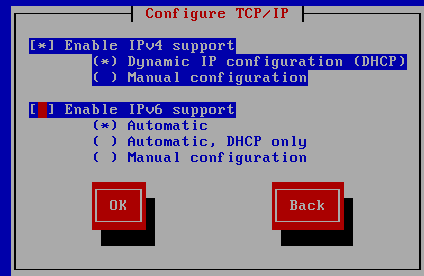 Configure TCP/IP
[*] Enable IPv4 support
(*) Dynamic IP configuration (DHCP)
( ) Manual configuration
[ ] Enable IPv6 support
(*) Automatic
( ) Automatic, DHCP only
( ) Manual configuration
OK Back